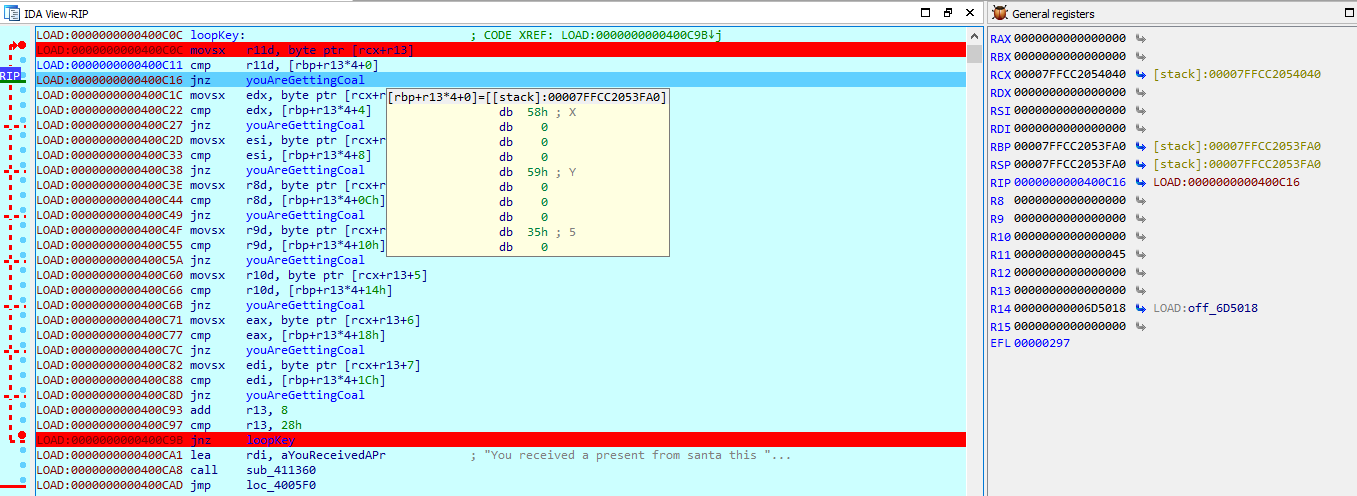 IDA View-RIP
LOAD:0000000000400C0C loopKey: ; CODE XREF: LOAD:0000000000400C9B↓j
LOAD:0000000000400C0C movsx r11d, byte ptr [rcx+r13]
LOAD:0000000000400C11 cmp r11d, [rbp+r13*4+0]
RIP LOAD:0000000000400C16 jnz youAreGettingCoal
LOAD:0000000000400C1C movsx edx, byte ptr [rcx+r
LOAD:0000000000400C22 cmp edx, [rbp+r13*4+4]
LOAD:0000000000400C27 jnz youAreGettingCoal
LOAD:0000000000400C2D movsx esi, byte ptr [rcx+r
LOAD:0000000000400C33 cmp esi, [rbp+r13*4+8]
LOAD:0000000000400C38 jnz youAreGettingCoal
LOAD:0000000000400C3E movsx r8d, byte ptr [rcx+r
LOAD:0000000000400C44 cmp r8d, [rbp+r13*4+0Ch]
LOAD:0000000000400C49 jnz youAreGettingCoal
LOAD:0000000000400C4F movsx r9d, byte ptr [rcx+r
LOAD:0000000000400C55 cmp r9d, [rbp+r13*4+10h]
LOAD:0000000000400C5A jnz youAreGettingCoal
LOAD:0000000000400C60 movsx r10d, byte ptr [rcx+r13+5]
LOAD:0000000000400C66 cmp r10d, [rbp+r13*4+14h]
LOAD:0000000000400C6B jnz youAreGettingCoal
LOAD:0000000000400C71 movsx eax, byte ptr [rcx+r13+6]
LOAD:0000000000400C77 cmp eax, [rbp+r13*4+18h]
LOAD:0000000000400C7C jnz youAreGettingCoal
LOAD:0000000000400C82 movsx edi, byte ptr [rcx+r13+7]
LOAD:0000000000400C88 cmp edi, [rbp+r13*4+1Ch]
LOAD:0000000000400C8D jnz youAreGettingCoal
LOAD:0000000000400C93 add r13, 8
LOAD:0000000000400C97 cmp r13, 28h
LOAD:0000000000400C9B jnz loopKey
LOAD:0000000000400CA1 lea rdi, aYouReceivedAPr ; "You received a present from santa this "...
LOAD:0000000000400CA8 call sub_411360
LOAD:0000000000400CAD jmp loc_4005F0
[rbp+r13*4+0]=[[stack]:00007FFCC2053FA0]
db 58h ; X
db 0
db 0
db 0
db 59h ; Y
db 0
db 0
db 0
db 35h ; 5
db 0
General registers
RAX 0000000000000000
RBX 0000000000000000
RCX 00007FFCC2054040 [stack]:00007FFCC2054040
RDX 0000000000000000
RSI 0000000000000000
RDI 0000000000000000
RBP 00007FFCC2053FA0 [stack]:00007FFCC2053FA0
RSP 00007FFCC2053FA0 [stack]:00007FFCC2053FA0
RIP 0000000000400C16 LOAD:0000000000400C16
R8 0000000000000000
R9 0000000000000000
R10 0000000000000000
R11 0000000000000045
R12 0000000000000000
R13 0000000000000000
R14 00000000006D5018 LOAD:off_6D5018
R15 0000000000000000
EFL 00000297